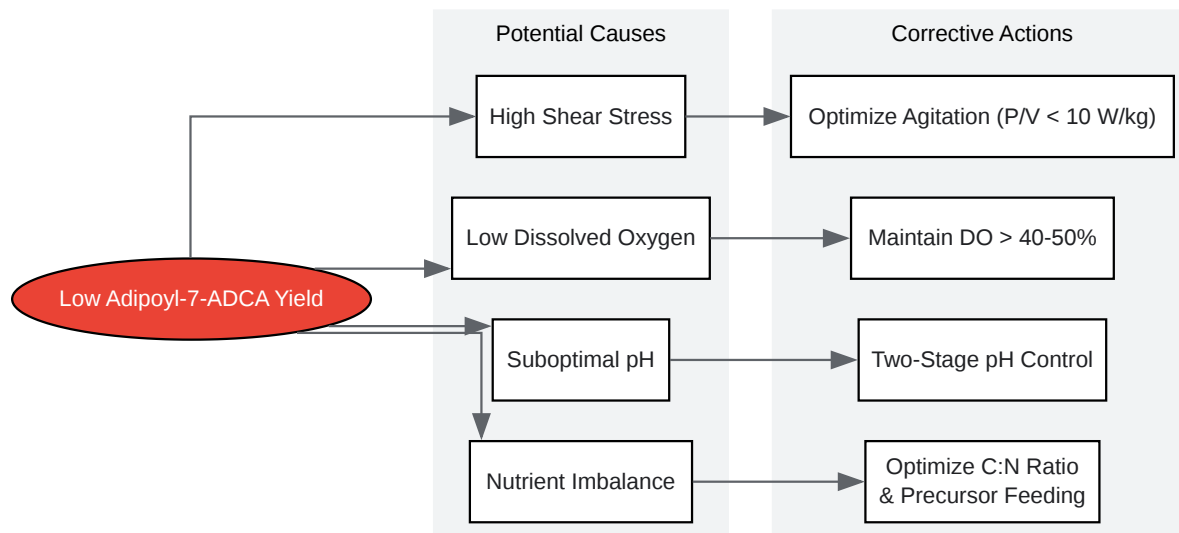 Potential Causes
Corrective Actions
High Shear Stress
Optimize Agitation (P/V < 10 W/kg)
Low Dissolved Oxygen
Maintain DO > 40-50%
Low Adipoyl-7-ADCA Yield
Suboptimal pH
Two-Stage pH Control
Nutrient Imbalance
Optimize C:N Ratio
& Precursor Feeding